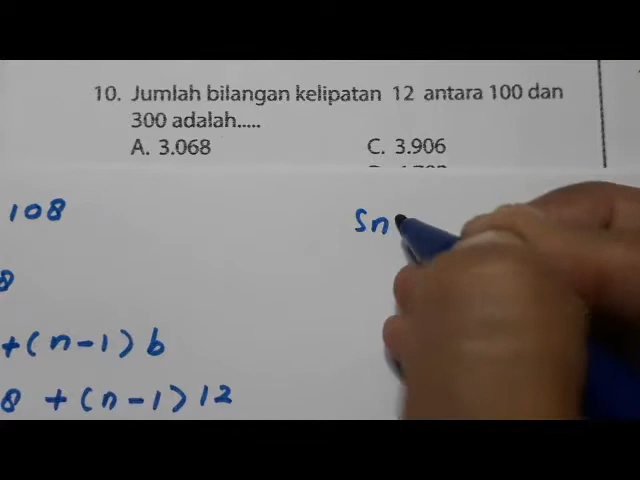 10. Jumlah bilangan kelipatan 12 antara 100 dan
300 adalah.....
A. 3.068 C. 3.906
108
Sn
8
+(n-1) b
8 +(n-1) 12